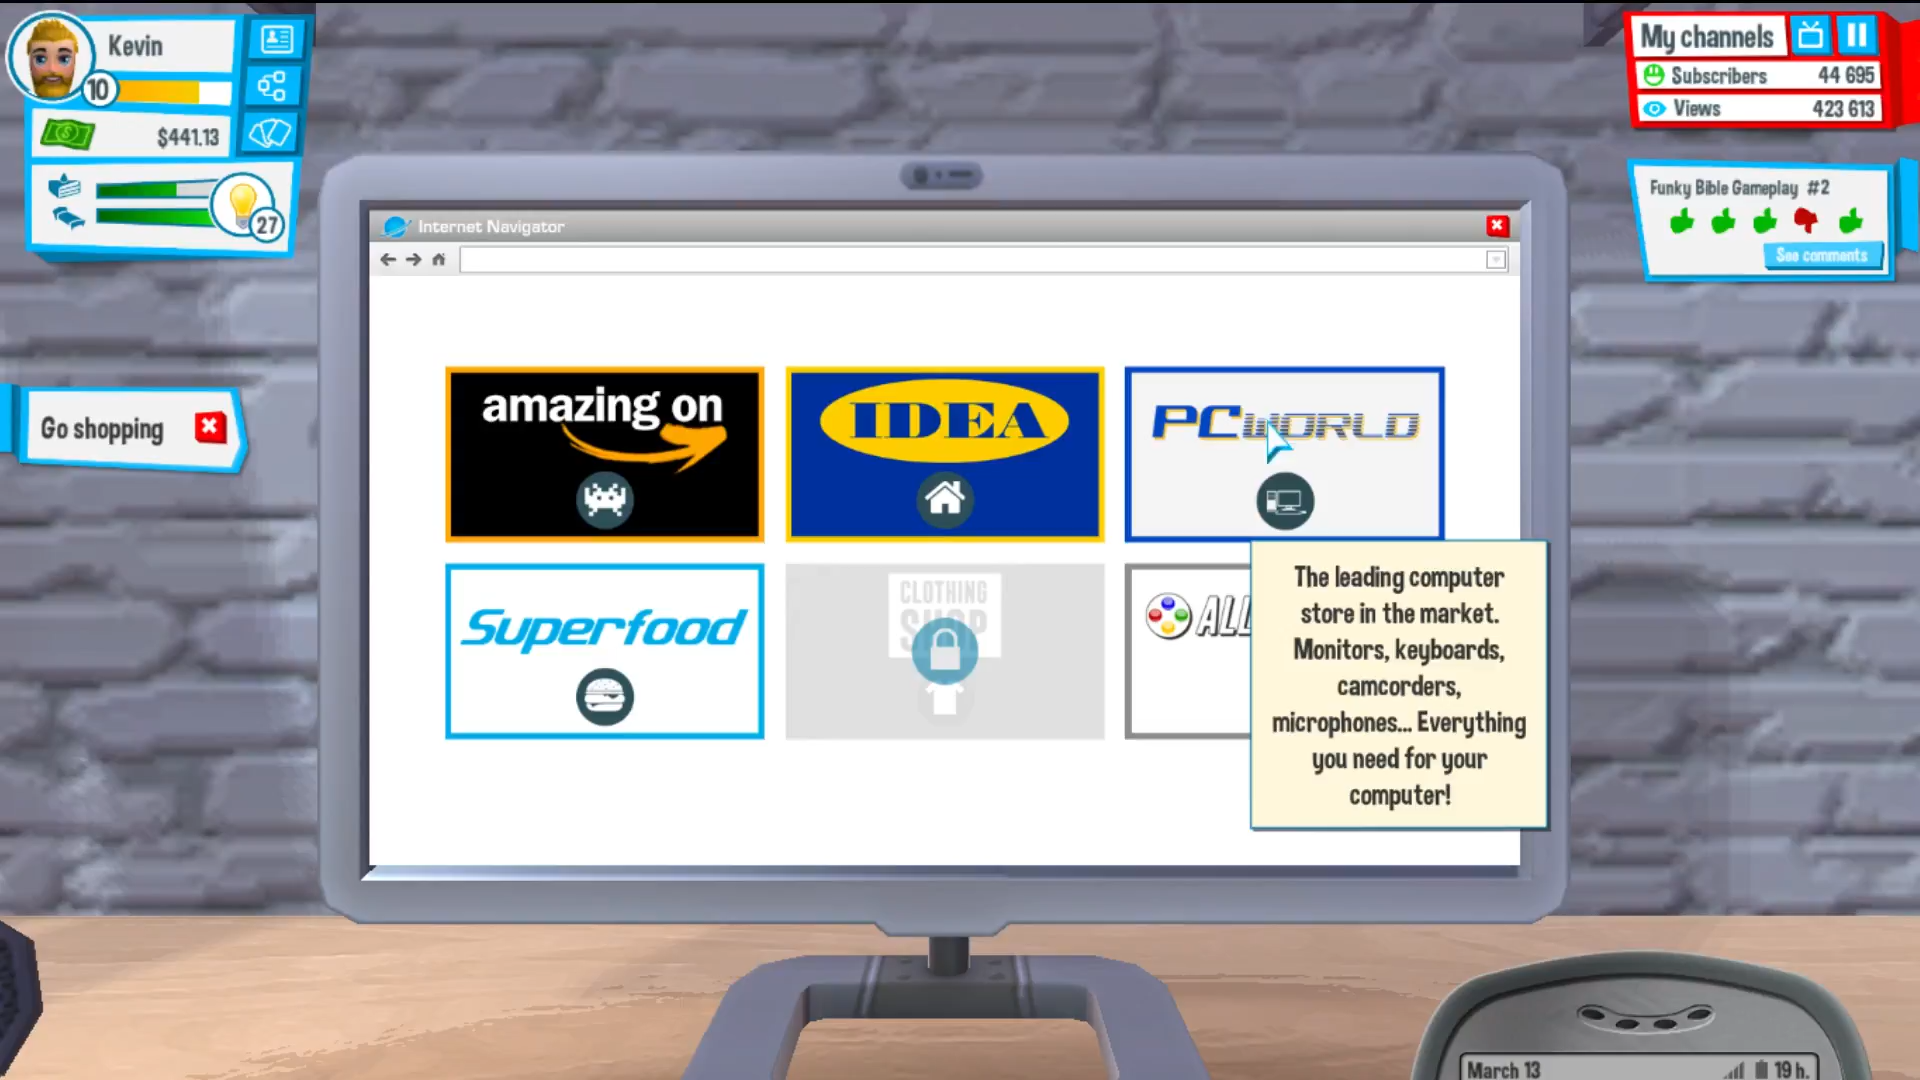 Kevin
10
$441.13
27
Go shopping
My channels
Subscribers 44 695
Views 423 613
Funky Bible Gameplay #2
See comments
Internet Navigator
amazing on
IDEA
PCWORLD
Superfood
CLOTHING
SHOP
ALL
The leading computer
store in the market.
Monitors, keyboards,
camcorders,
microphones... Everything
you need for your
computer!
March 13 19 h.